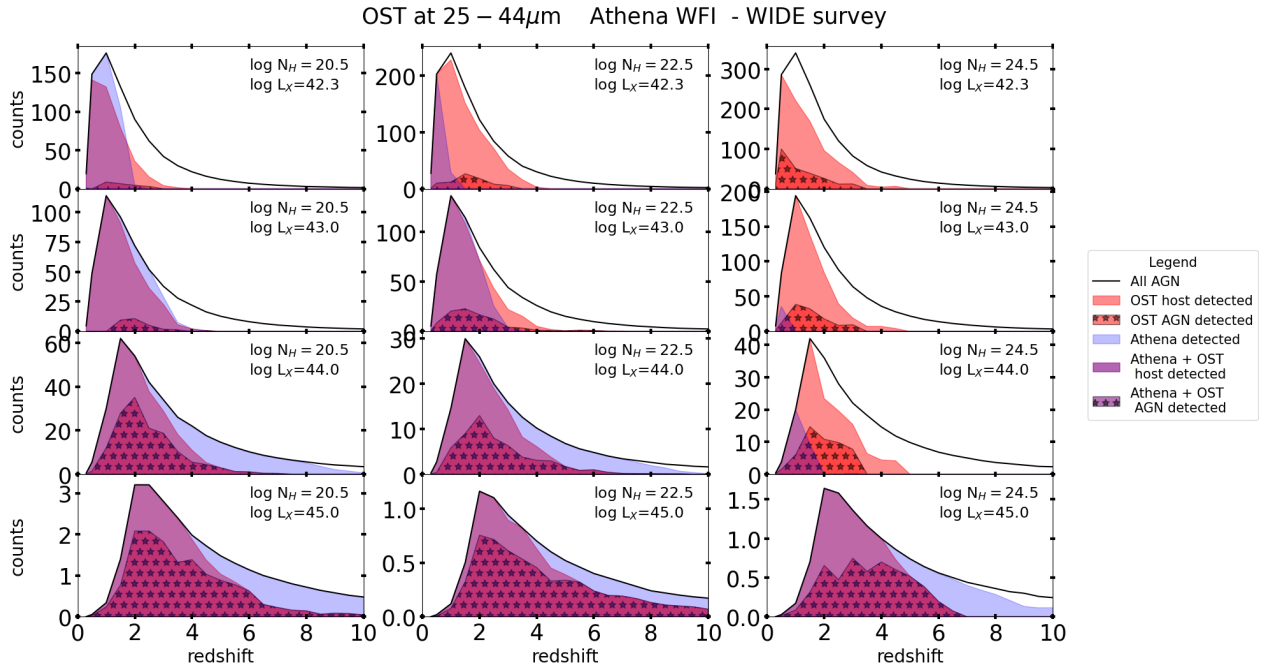 OST at 25 − 44μm Athena WFI - WIDE survey
counts
150
100
50
0
log N_H = 20.5
log L_X=42.3
200
100
0
log N_H = 22.5
log L_X=42.3
300
200
100
0
log N_H = 24.5
log L_X=42.3
counts
100
75
50
25
0
log N_H = 20.5
log L_X=43.0
100
50
0
log N_H = 22.5
log L_X=43.0
200
150
100
50
0
log N_H = 24.5
log L_X=43.0
counts
60
40
20
0
log N_H = 20.5
log L_X=44.0
30
20
10
0
log N_H = 22.5
log L_X=44.0
40
30
20
10
0
log N_H = 24.5
log L_X=44.0
counts
3
2
1
0
log N_H = 20.5
log L_X=45.0
1.0
0.5
0.0
log N_H = 22.5
log L_X=45.0
1.5
1.0
0.5
0.0
log N_H = 24.5
log L_X=45.0
0 2 4 6 8 10
0 2 4 6 8 10
0 2 4 6 8 10
redshift
redshift
redshift
Legend
All AGN
OST host detected
OST AGN detected
Athena detected
Athena + OST
host detected
Athena + OST
AGN detected